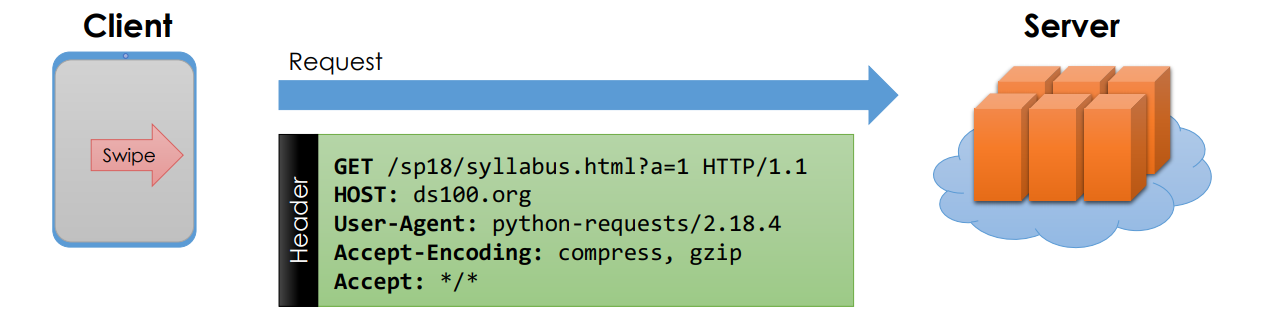 Client
Server
Request
Swipe
Header
GET /sp18/syllabus.html?a=1 HTTP/1.1
HOST: ds100.org
User-Agent: python-requests/2.18.4
Accept-Encoding: compress, gzip
Accept: */*